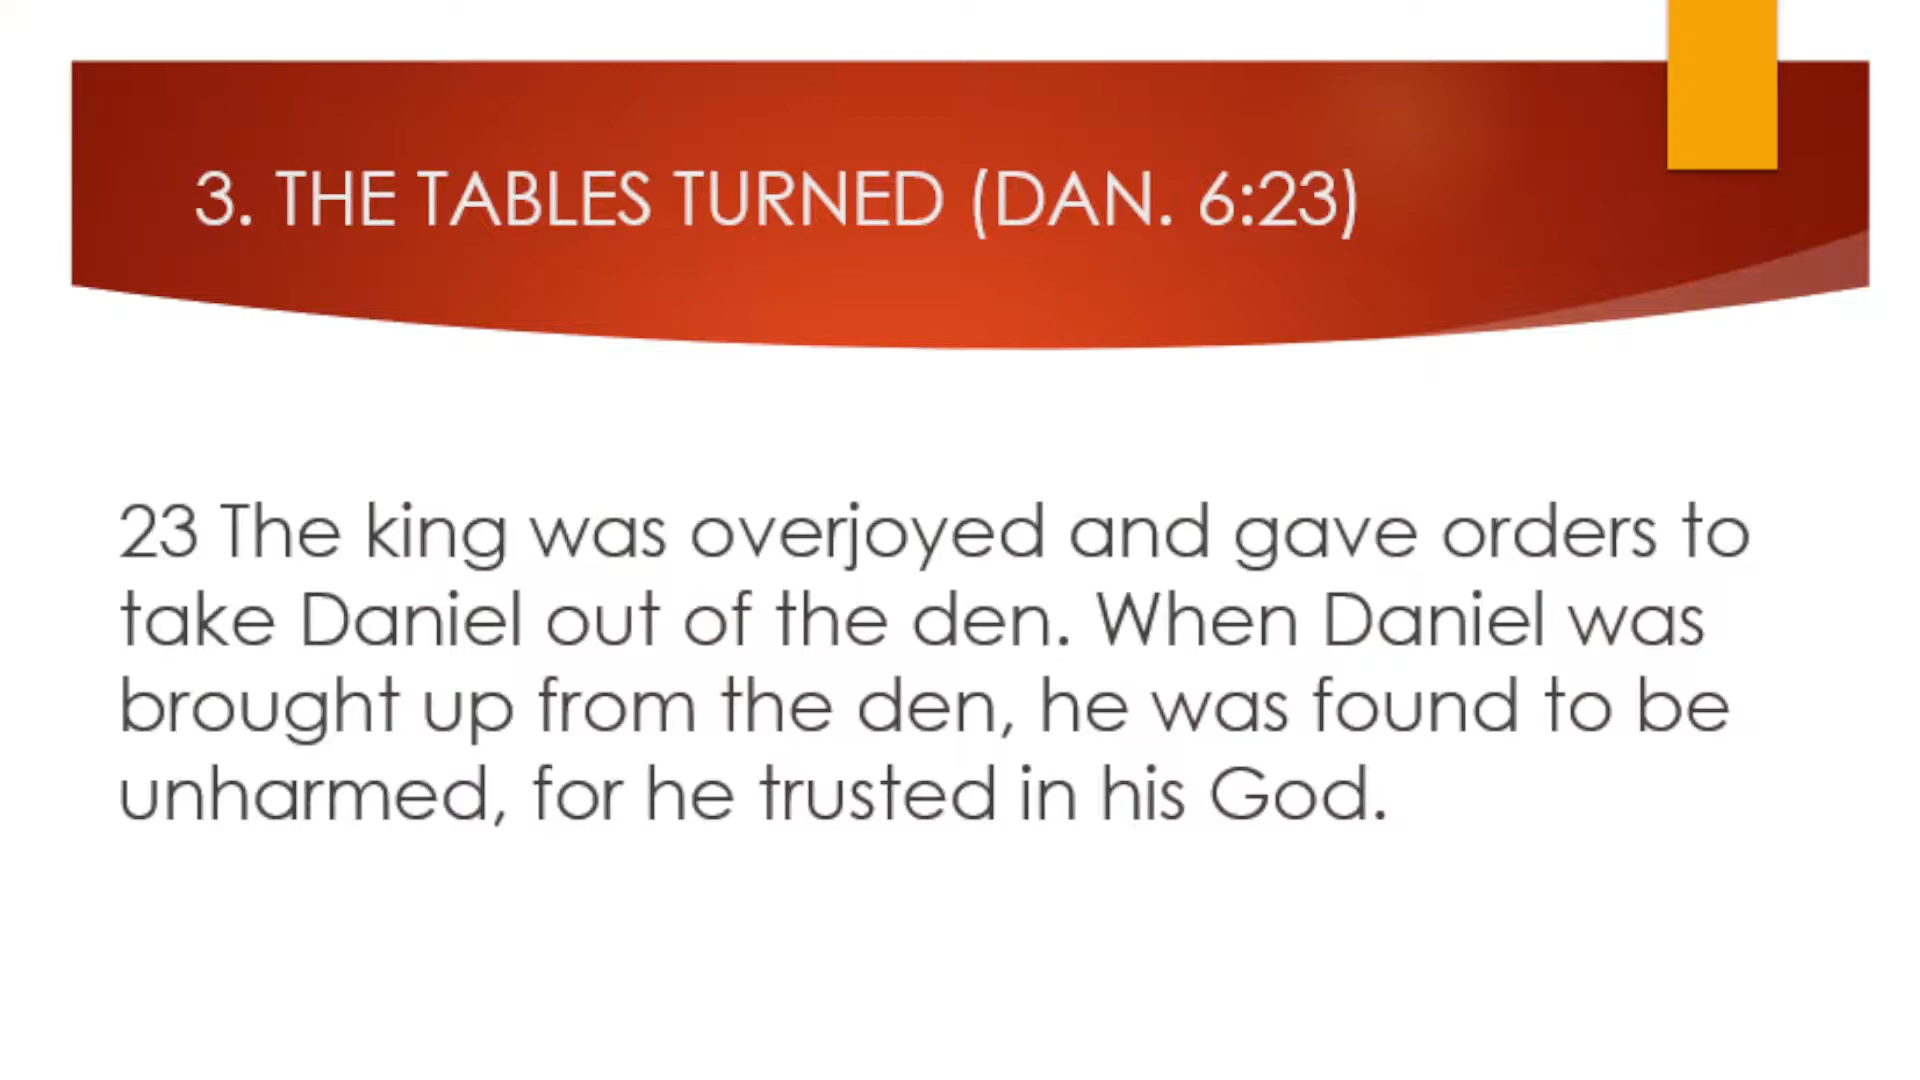 3. THE TABLES TURNED (DAN. 6:23)
23 The king was overjoyed and gave orders to
take Daniel out of the den. When Daniel was
brought up from the den, he was found to be
unharmed, for he trusted in his God.